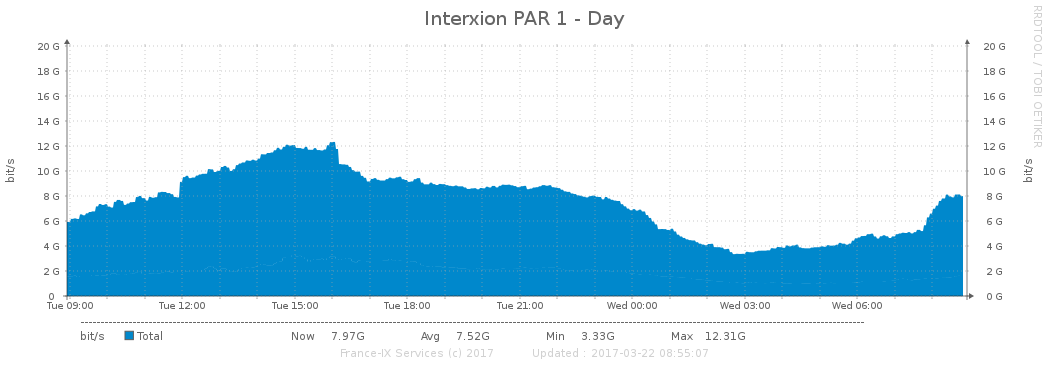 Interxion PAR 1 - Day
RRDTOOL / TOBI OETIKER
20 G 20 G
18 G 18 G
16 G 16 G
14 G 14 G
12 G 12 G
10 G 10 G
8 G 8 G
6 G 6 G
4 G 4 G
2 G 2 G
0 0 G
bit/s
bit/s
Tue 09:00 Tue 12:00 Tue 15:00 Tue 18:00 Tue 21:00 Wed 00:00 Wed 03:00 Wed 06:00
bit/s Total Now 7.97G Avg 7.52G Min 3.33G Max 12.31G
France-IX Services (c) 2017 Updated : 2017-03-22 08:55:07